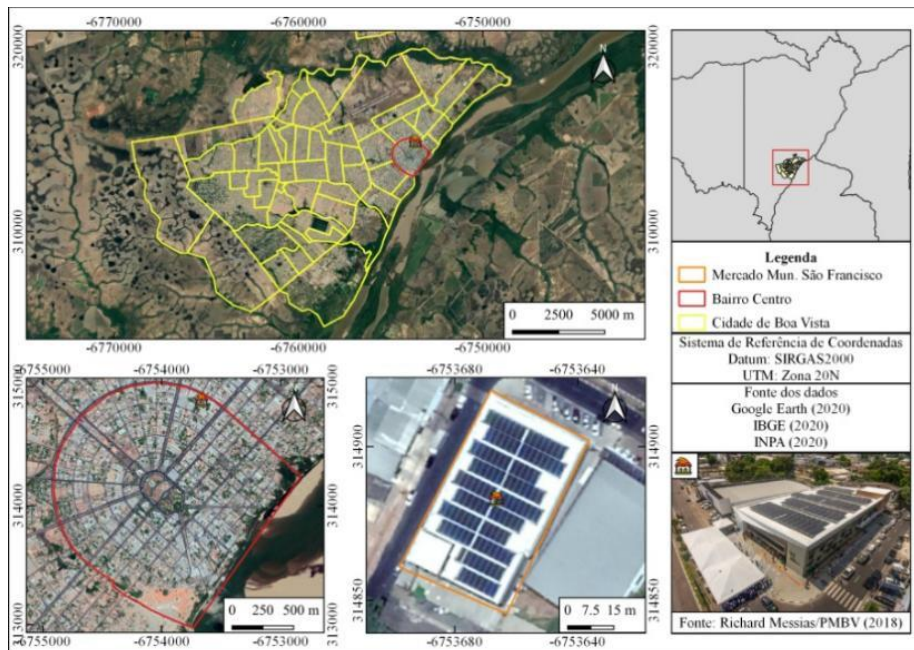 -6770000 -6760000 -6750000
320000
310000
N
320000
310000
0 2500 5000 m
-6770000 -6760000 -6750000
Legenda
Mercado Mun. São Francisco
Bairro Centro
Cidade de Boa Vista
Sistema de Referência de Coordenadas
Datum: SIRGAS2000
UTM: Zona 20N
Fonte dos dados
Google Earth (2020)
IBGE (2020)
INPA (2020)
Fonte: Richard Messias/PMBV (2018)
-6755000 -6754000 -6753000
315000
314000
313000
N
315000
314000
313000
0 250 500 m
-6755000 -6754000 -6753000
-6753680 -6753640
314900
314850
N
314900
314850
0 7.5 15 m
-6753680 -6753640